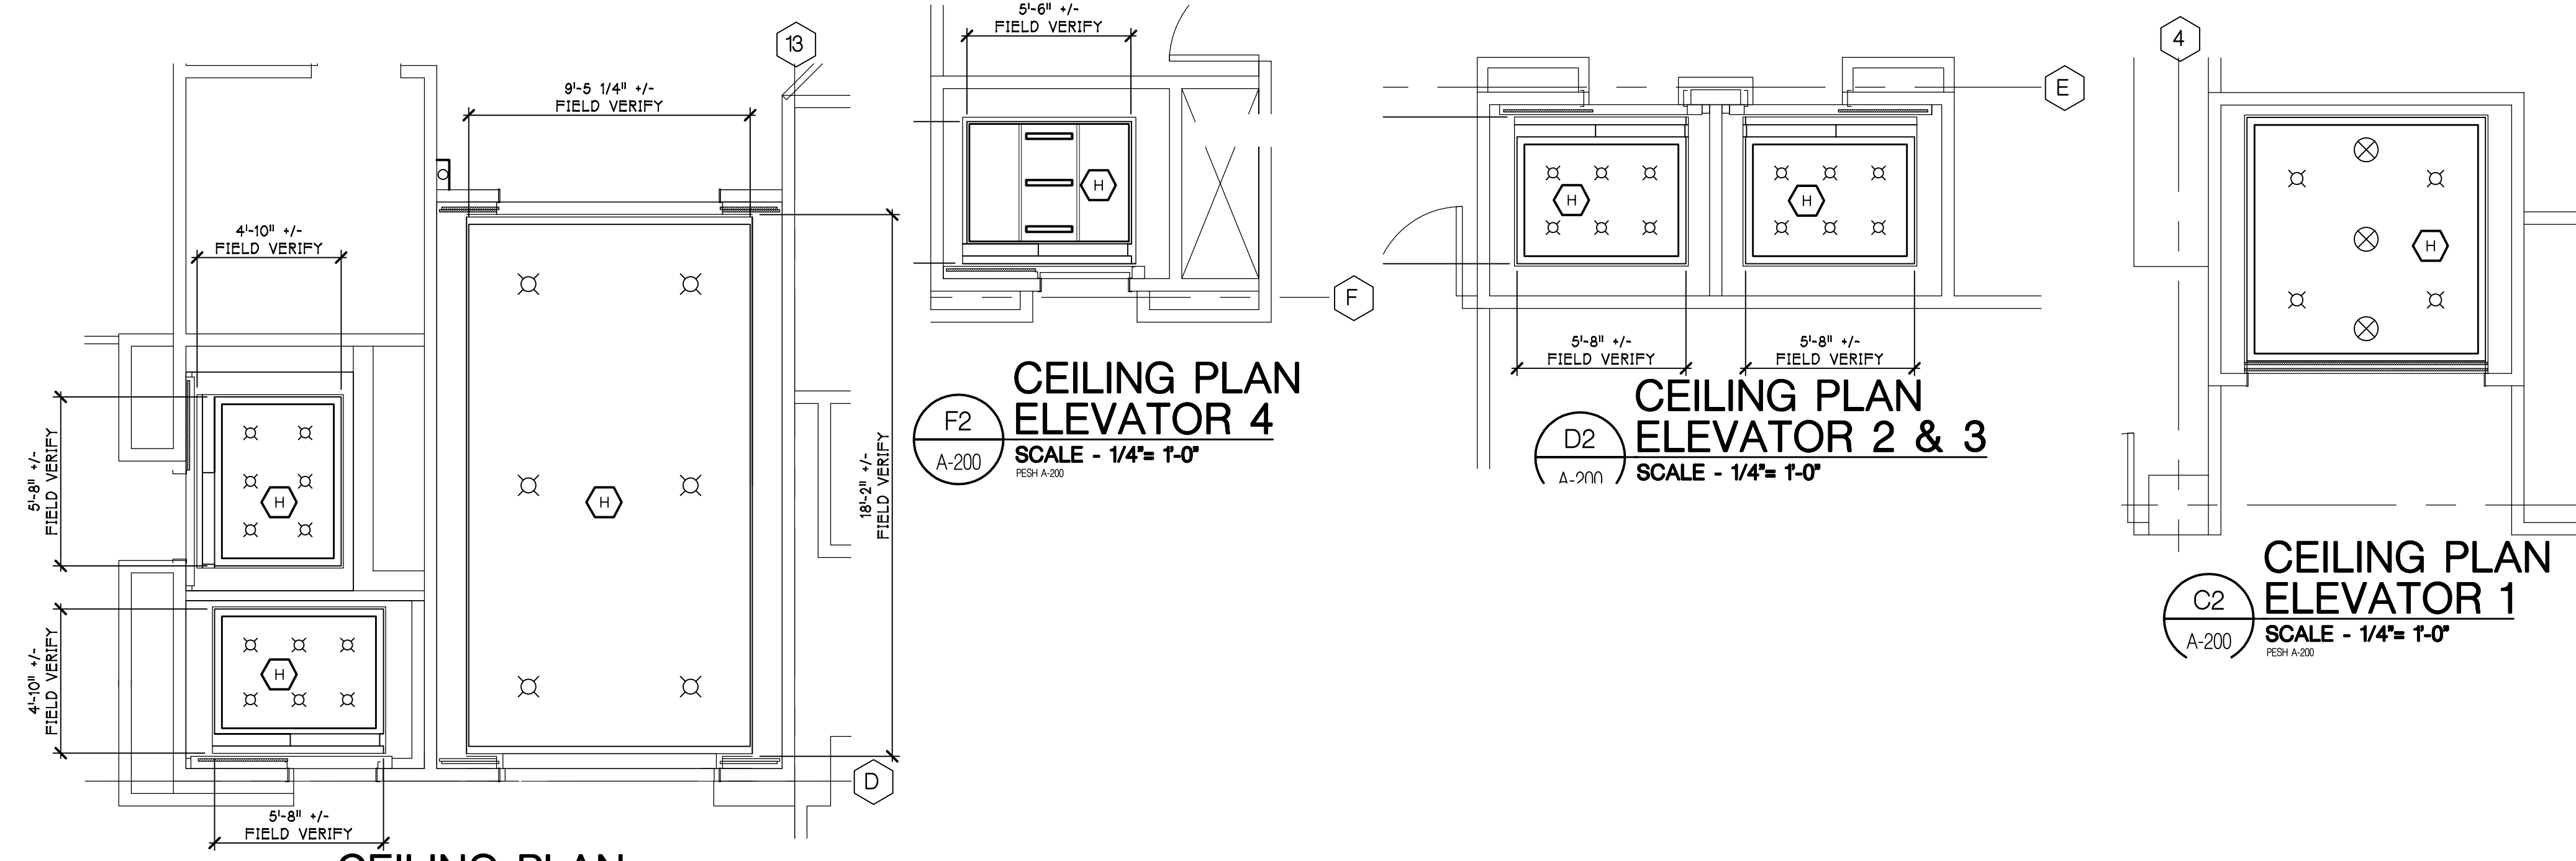 13
9'-5 1/4" +/-
FIELD VERIFY
4'-10" +/-
FIELD VERIFY
5'-8" +/-
FIELD VERIFY
H
18'-2" +/-
FIELD VERIFY
H
4'-10" +/-
FIELD VERIFY
H
D
5'-8" +/-
FIELD VERIFY
CEILING PLAN
5'-6" +/-
FIELD VERIFY
H
F
CEILING PLAN
F2
ELEVATOR 4
A-200
SCALE - 1/4"= 1'-0"
PESH A-200
E
H
H
5'-8" +/-
FIELD VERIFY
5'-8" +/-
FIELD VERIFY
CEILING PLAN
D2
ELEVATOR 2 & 3
A-200
SCALE - 1/4"= 1'-0"
4
H
CEILING PLAN
C2
ELEVATOR 1
A-200
SCALE - 1/4"= 1'-0"
PESH A-200